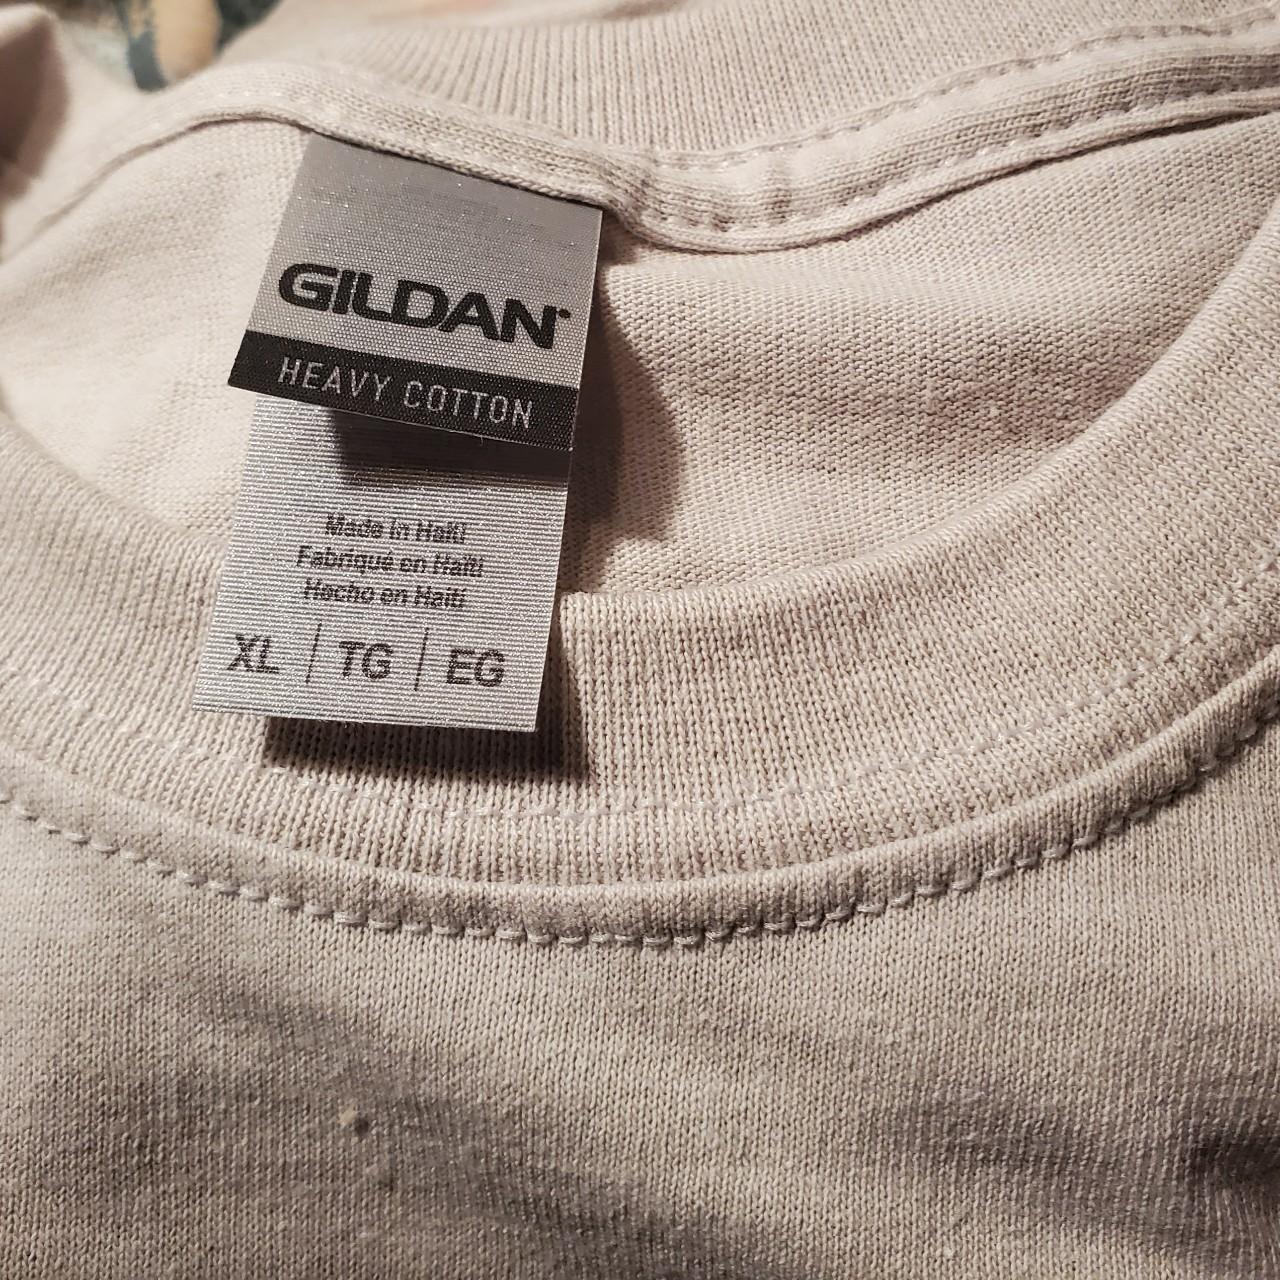 GILDAN
HEAVY COTTON
Made in Haiti
Fabriqué en Haïti
Hecho en Haití
XL | TG | EG